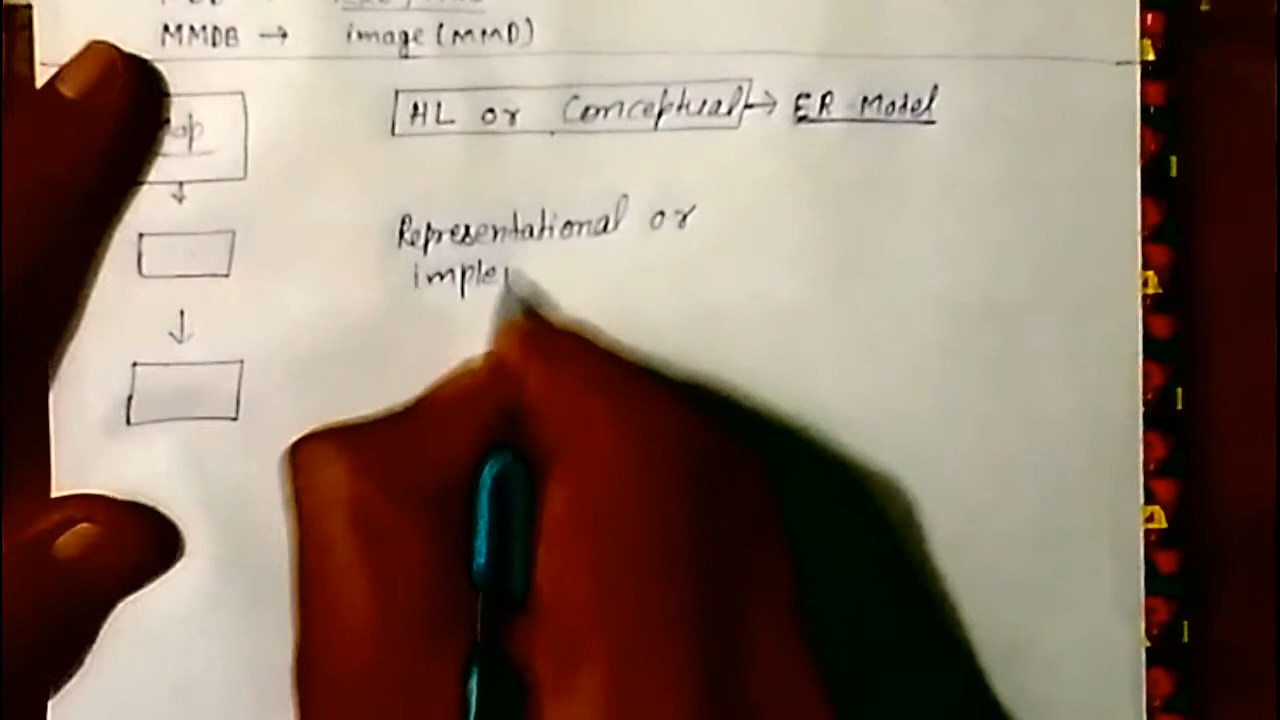 MMDB → image (MMD)
HL or Conceptual → ER Model
Representational or
imple